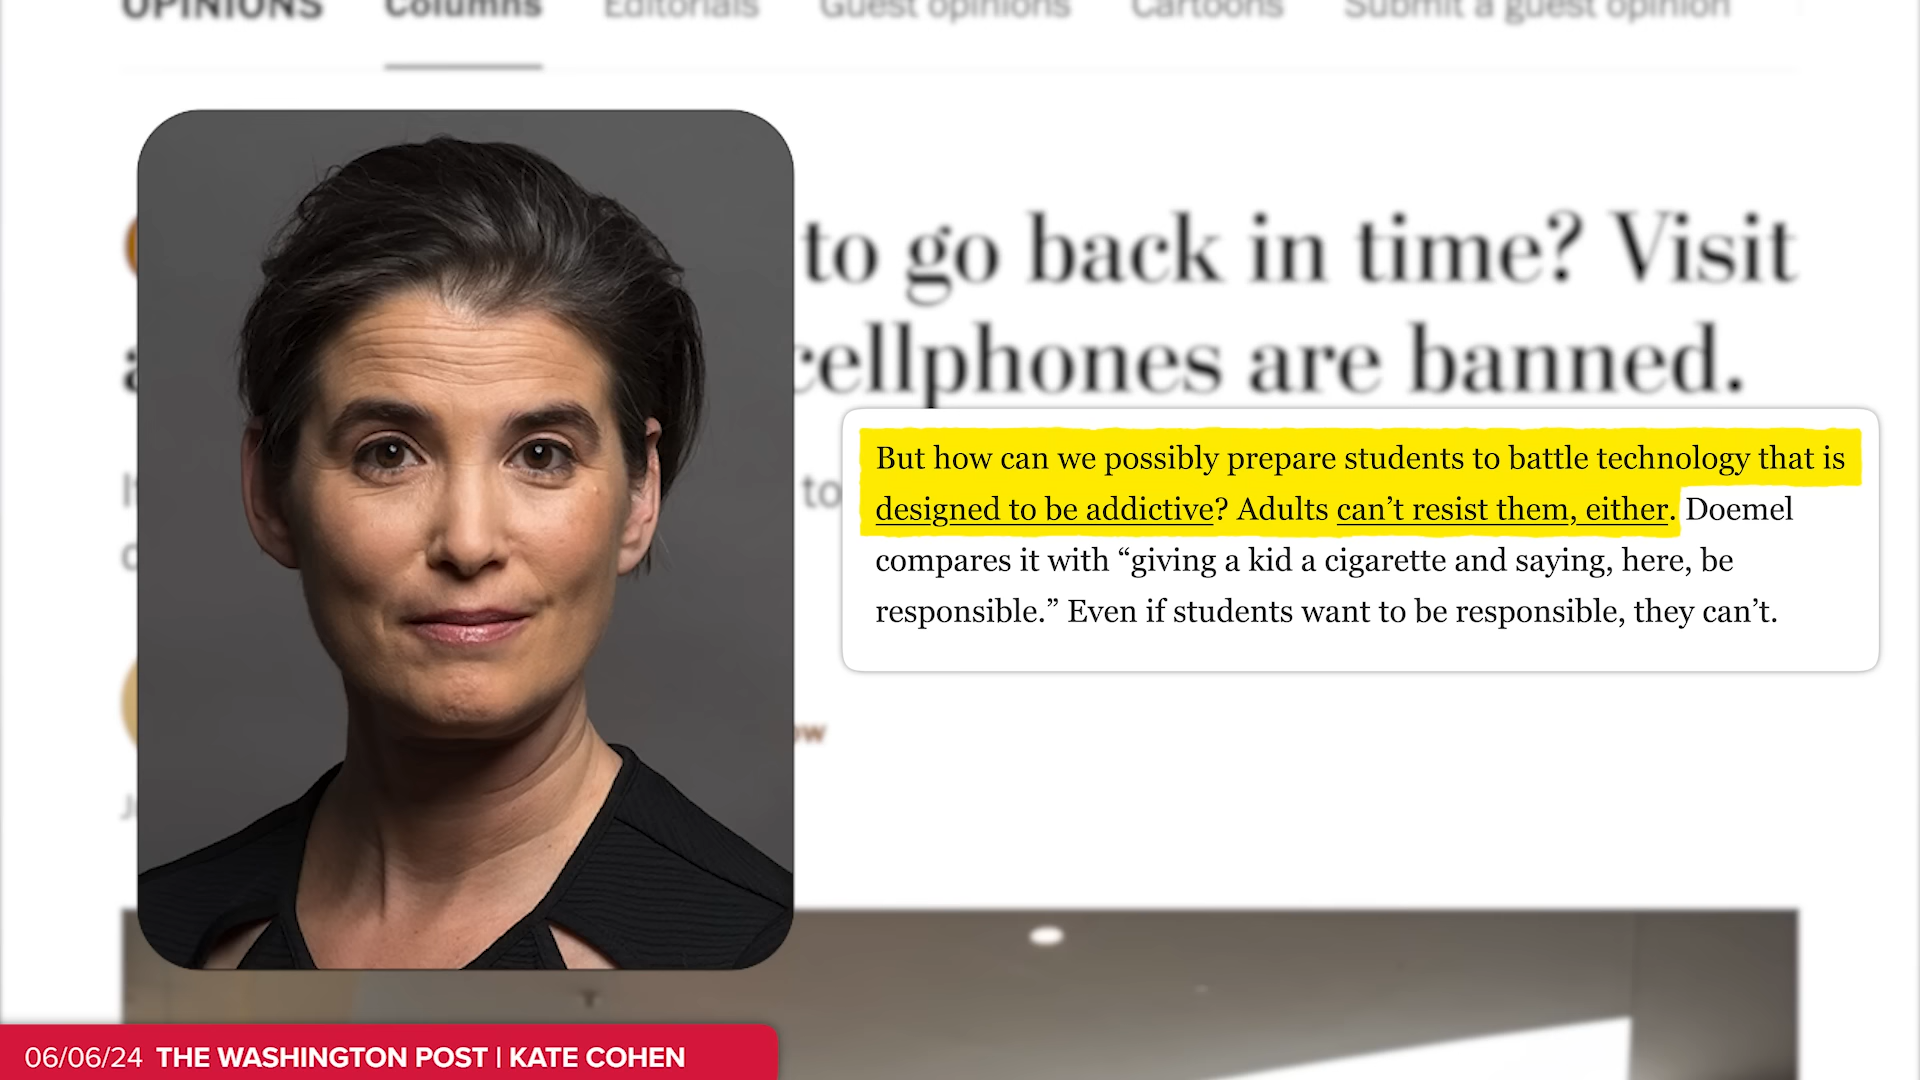 OPINIONS Columns Editorials Guest opinions Cartoons Submit a guest opinion
to go back in time? Visit
cellphones are banned.
to
But how can we possibly prepare students to battle technology that is
designed to be addictive? Adults can’t resist them, either. Doemel
compares it with “giving a kid a cigarette and saying, here, be
responsible.” Even if students want to be responsible, they can’t.
06/06/24 THE WASHINGTON POST | KATE COHEN